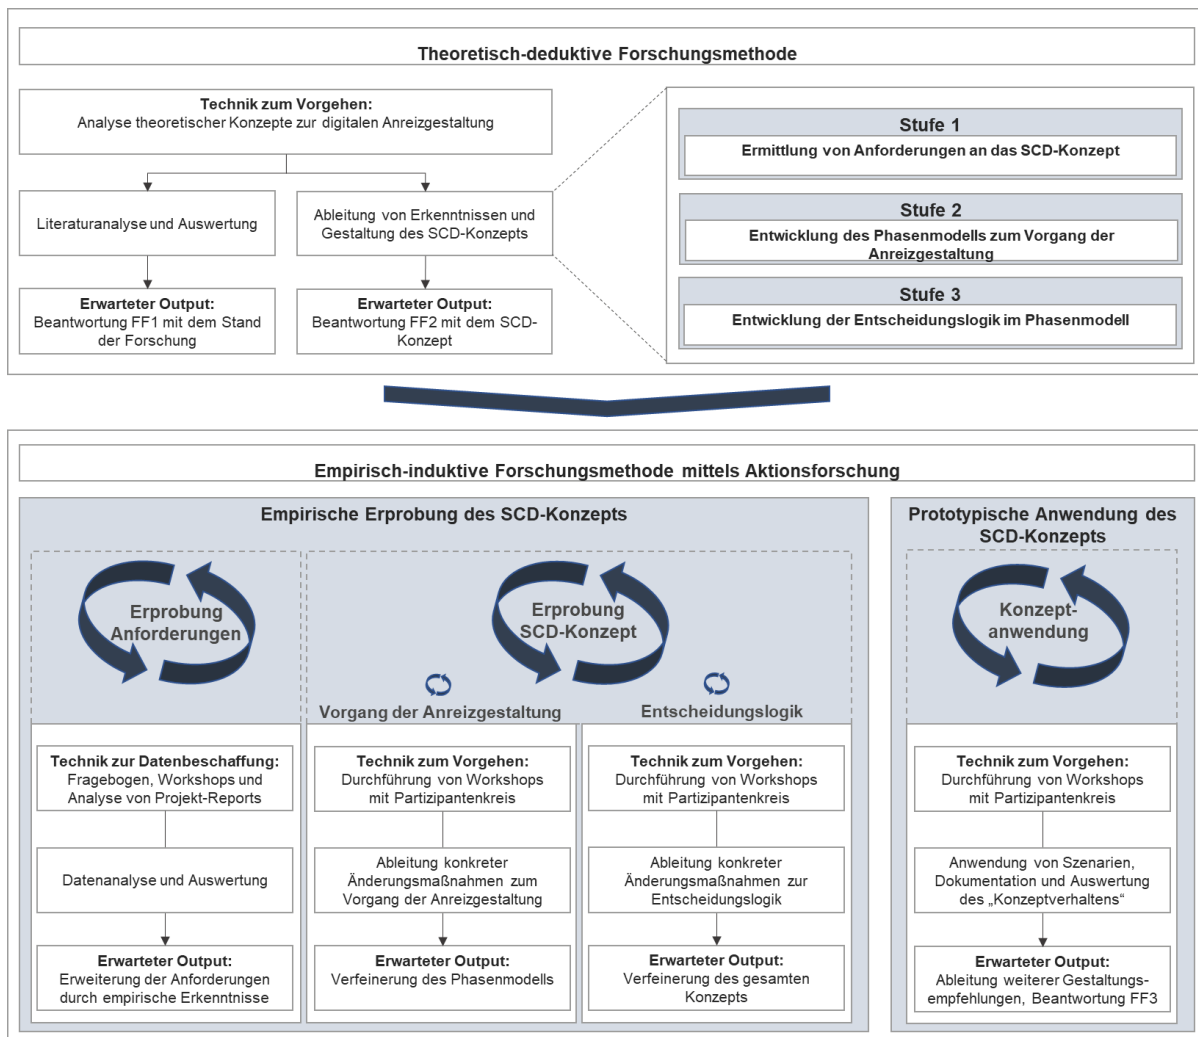 Theoretisch-deduktive Forschungsmethode
Technik zum Vorgehen:
Analyse theoretischer Konzepte zur digitalen Anreizgestaltung
Literaturanalyse und Auswertung
Ableitung von Erkenntnissen und
Gestaltung des SCD-Konzepts
Erwarteter Output:
Beantwortung FF1 mit dem Stand
der Forschung
Erwarteter Output:
Beantwortung FF2 mit dem SCD-
Konzept
Stufe 1
Ermittlung von Anforderungen an das SCD-Konzept
Stufe 2
Entwicklung des Phasenmodells zum Vorgang der
Anreizgestaltung
Stufe 3
Entwicklung der Entscheidungslogik im Phasenmodell
Empirisch-induktive Forschungsmethode mittels Aktionsforschung
Empirische Erprobung des SCD-Konzepts
Erprobung
Anforderungen
Erprobung
SCD-Konzept
Vorgang der Anreizgestaltung
Entscheidungslogik
Technik zur Datenbeschaffung:
Fragebogen, Workshops und
Analyse von Projekt-Reports
Datenanalyse und Auswertung
Erwarteter Output:
Erweiterung der Anforderungen
durch empirische Erkenntnisse
Technik zum Vorgehen:
Durchführung von Workshops
mit Partizipantenkreis
Ableitung konkreter
Änderungsmaßnahmen zum
Vorgang der Anreizgestaltung
Erwarteter Output:
Verfeinerung des Phasenmodells
Technik zum Vorgehen:
Durchführung von Workshops
mit Partizipantenkreis
Ableitung konkreter
Änderungsmaßnahmen zur
Entscheidungslogik
Erwarteter Output:
Verfeinerung des gesamten
Konzepts
Prototypische Anwendung des
SCD-Konzepts
Konzept-
anwendung
Technik zum Vorgehen:
Durchführung von Workshops
mit Partizipantenkreis
Anwendung von Szenarien,
Dokumentation und Auswertung
des „Konzeptverhaltens“
Erwarteter Output:
Ableitung weiterer Gestaltungs-
empfehlungen, Beantwortung FF3